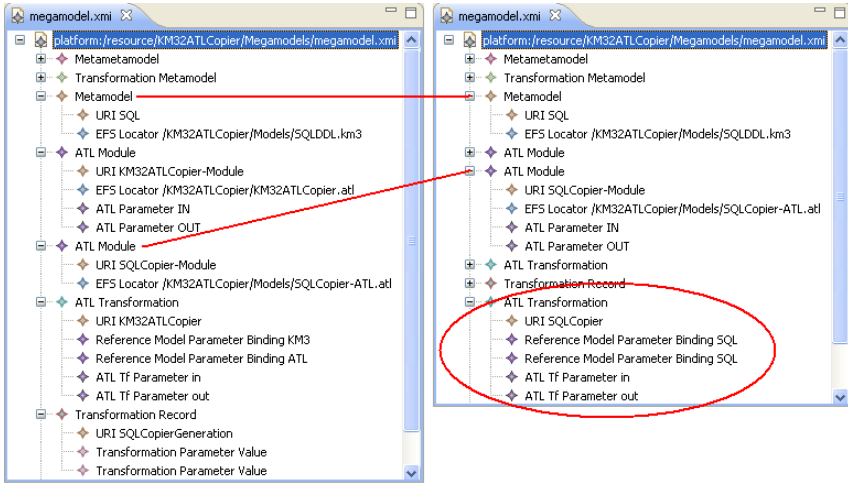 megamodel.xmi
platform:/resource/KM32ATLCopier/Megamodels/megamodel.xmi
Metametamodel
Transformation Metamodel
Metamodel
URI SQL
EFS Locator /KM32ATLCopier/Models/SQLDDL.km3
ATL Module
URI KM32ATLCopier-Module
EFS Locator /KM32ATLCopier/KM32ATLCopier.atl
ATL Parameter IN
ATL Parameter OUT
ATL Module
URI SQLCopier-Module
EFS Locator /KM32ATLCopier/Models/SQLCopier-ATL.atl
ATL Transformation
URI KM32ATLCopier
Reference Model Parameter Binding KM3
Reference Model Parameter Binding ATL
ATL Tf Parameter in
ATL Tf Parameter out
Transformation Record
URI SQLCopierGeneration
Transformation Parameter Value
Transformation Parameter Value
megamodel.xmi
platform:/resource/KM32ATLCopier/Megamodels/megamodel.xmi
Metametamodel
Transformation Metamodel
Metamodel
URI SQL
EFS Locator /KM32ATLCopier/Models/SQLDDL.km3
ATL Module
ATL Module
URI SQLCopier-Module
EFS Locator /KM32ATLCopier/Models/SQLCopier-ATL.atl
ATL Parameter IN
ATL Parameter OUT
ATL Transformation
Transformation Record
ATL Transformation
URI SQLCopier
Reference Model Parameter Binding SQL
Reference Model Parameter Binding SQL
ATL Tf Parameter in
ATL Tf Parameter out